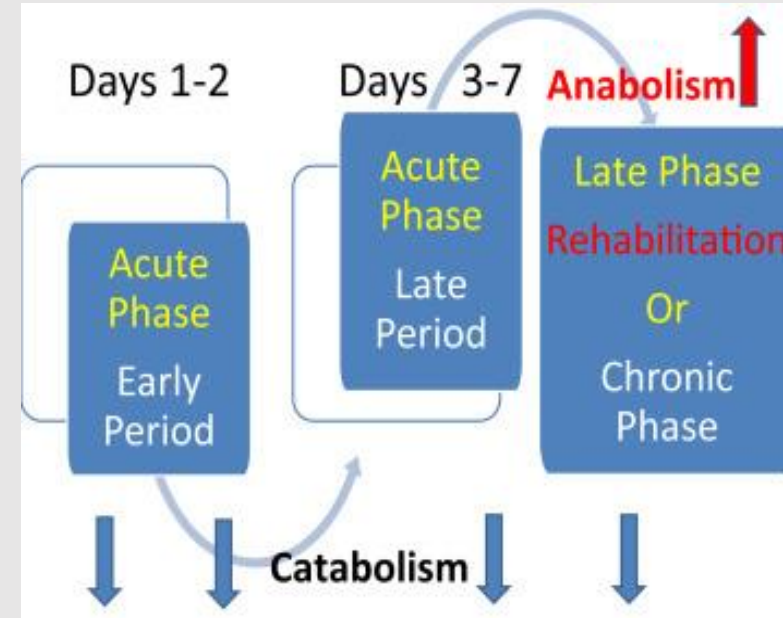 Days 1-2
Acute
Phase
Early
Period
Days 3-7
Acute
Phase
Late
Period
Anabolism
Late Phase
Rehabilitation
Or
Chronic
Phase
Catabolism